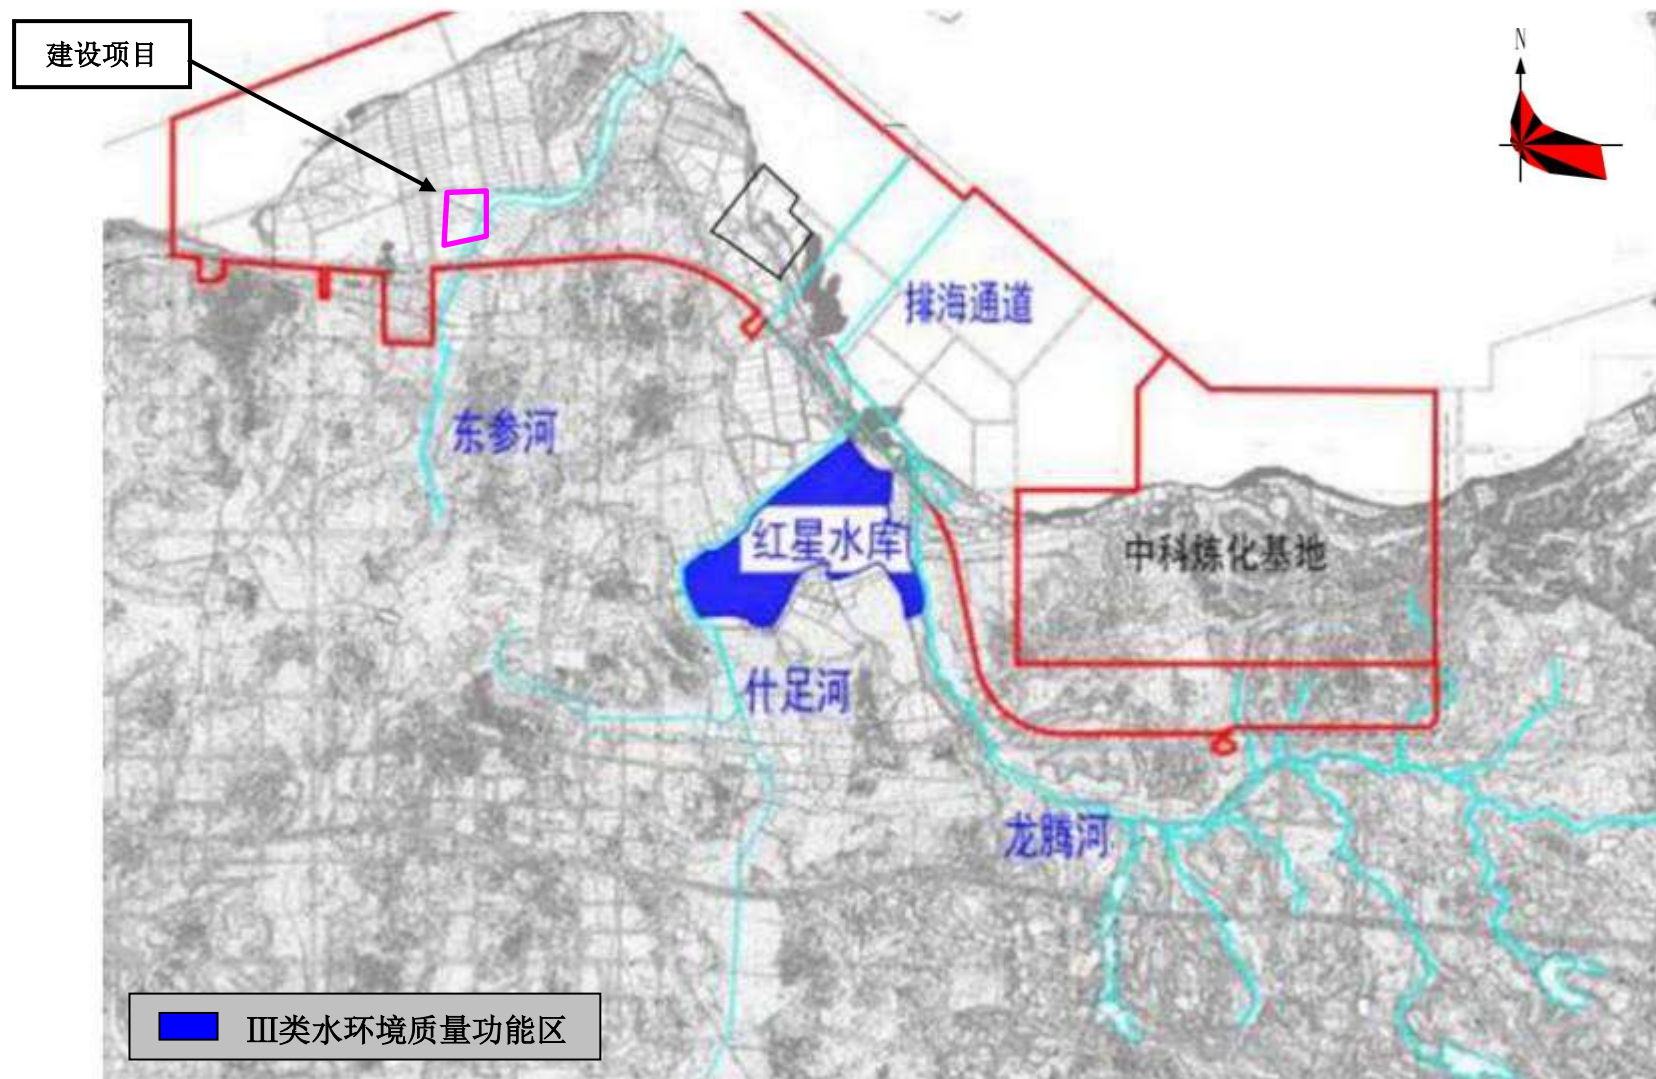 建设项目
N
排海通道
东参河
红星水库
中科炼化基地
什足河
龙腾河
Ⅲ类水环境质量功能区